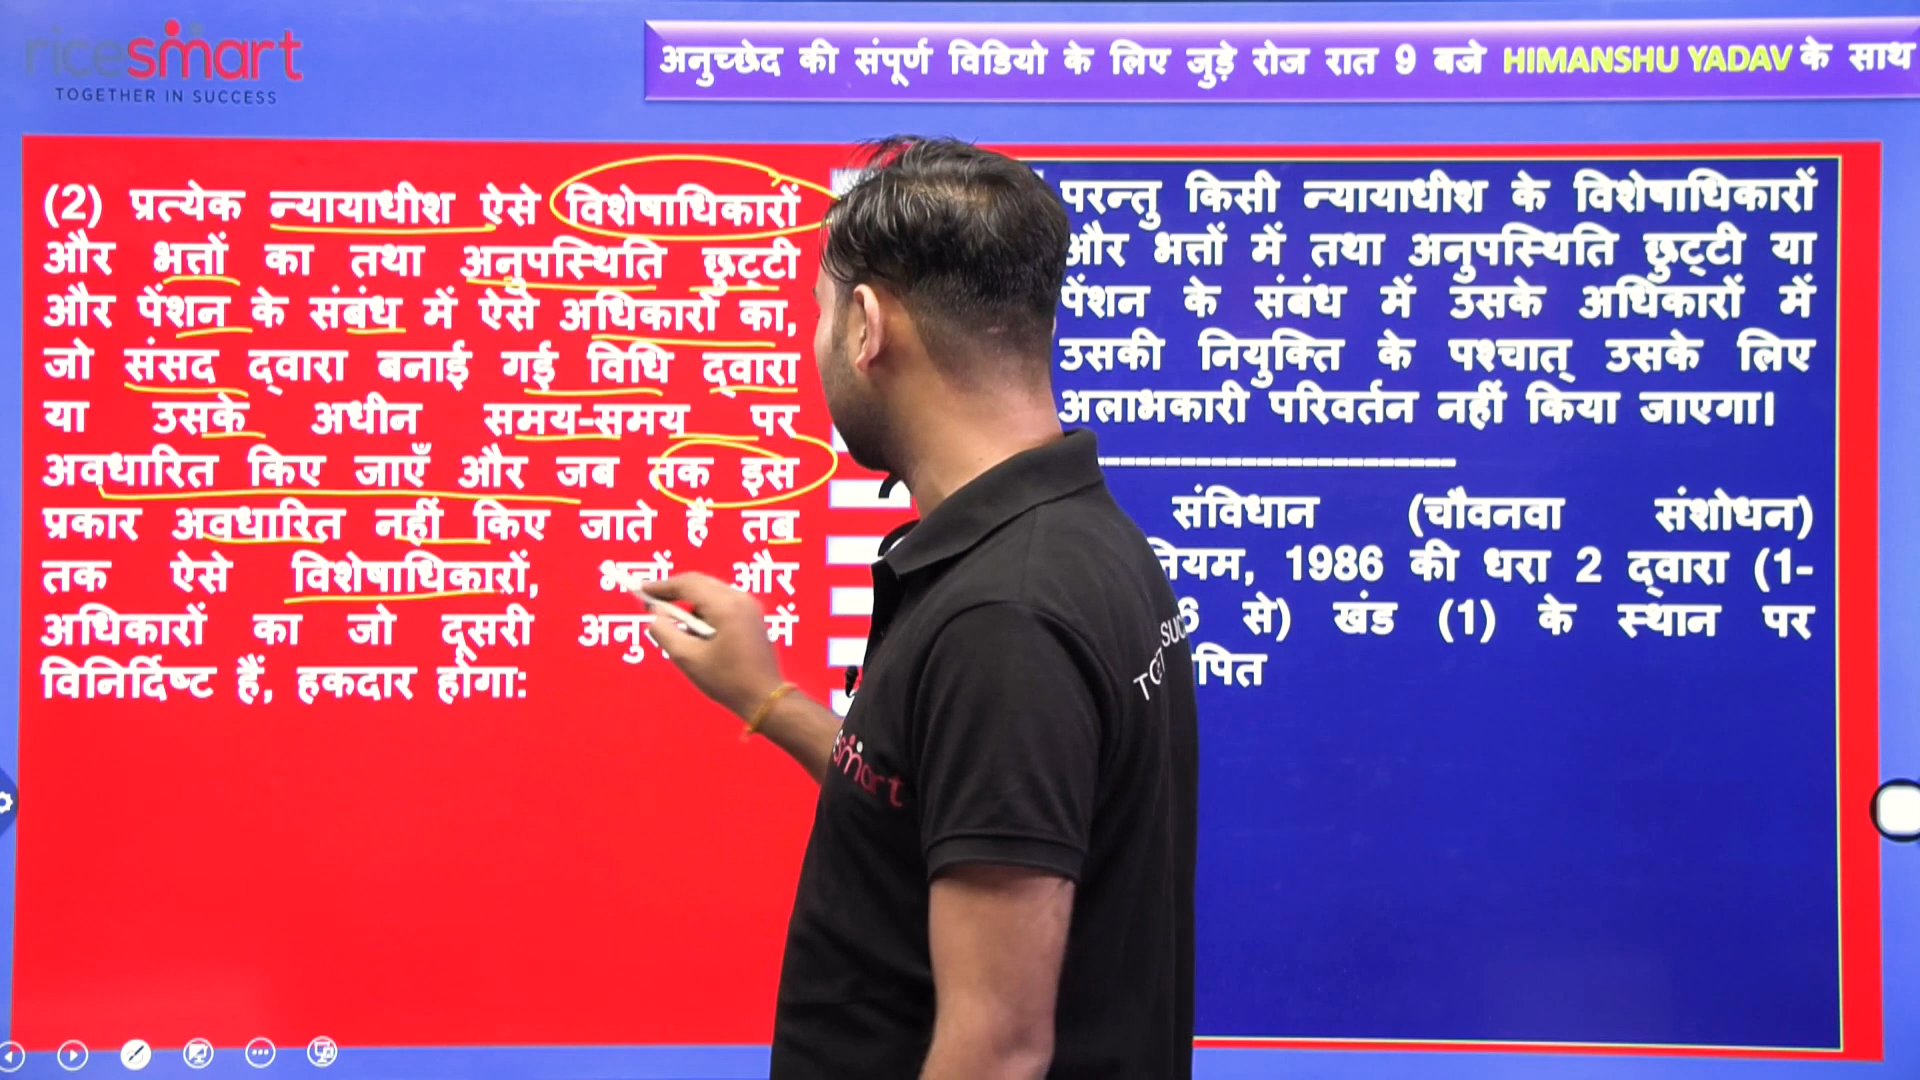 ricesmart
TOGETHER IN SUCCESS
अनुच्छेद की संपूर्ण विडियो के लिए जुड़े रोज रात 9 बजे HIMANSHU YADAV के साथ
(2) प्रत्येक न्यायाधीश ऐसे विशेषाधिकारों
और भत्तों का तथा अनुपस्थिति छुट्टी
और पेंशन के संबंध में ऐसे अधिकारों का,
जो संसद द्वारा बनाई गई विधि द्वारा
या उसके अधीन समय-समय पर
अवधारित किए जाएँ और जब तक इस
प्रकार अवधारित नहीं किए जाते हैं तब
तक ऐसे विशेषाधिकारों, भत्तों और
अधिकारों का जो दूसरी में
विनिर्दिष्ट हैं, हकदार होगा:
परन्तु किसी न्यायाधीश के विशेषाधिकारों
और भत्तों में तथा अनुपस्थिति छुट्टी या
पेंशन के संबंध में उसके अधिकारों में
उसकी नियुक्ति के पश्चात् उसके लिए
अलाभकारी परिवर्तन नहीं किया जाएगा।
संविधान (चौवनवा संशोधन)
1986 की धरा 2 द्वारा (1-
6 से) खंड (1) के स्थान पर
smart